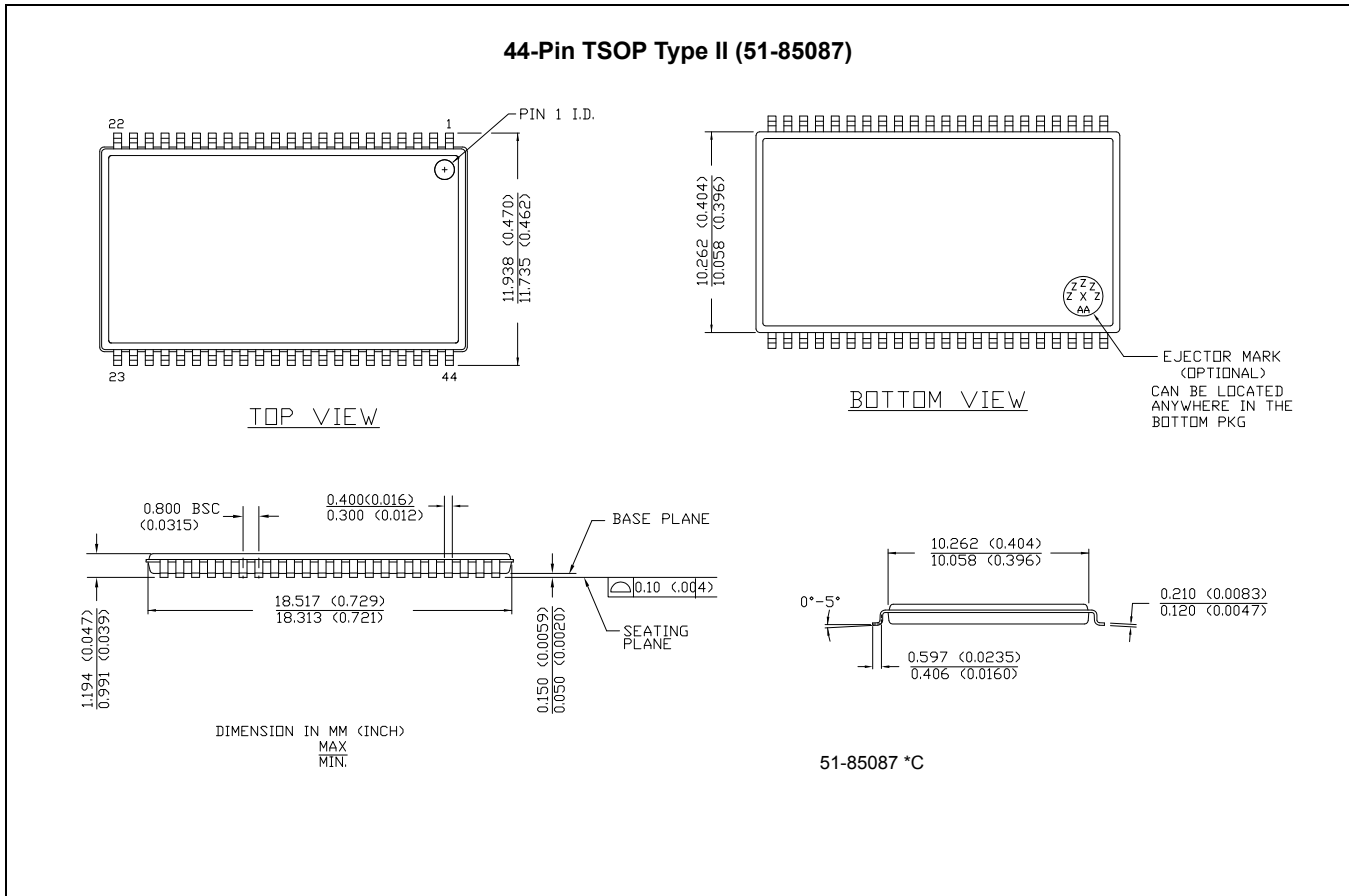 44-Pin TSOP Type II (51-85087)
22
1
PIN 1 I.D.
11.938 (0.470)
11.735 (0.462)
23
44
TOP VIEW
10.262 (0.404)
10.058 (0.396)
Z Z Z
Z X Z
AA
EJECTOR MARK
(OPTIONAL)
CAN BE LOCATED
ANYWHERE IN THE
BOTTOM PKG
BOTTOM VIEW
0.800 BSC
(0.0315)
0.400(0.016)
0.300 (0.012)
BASE PLANE
0.10 (.004)
1.194 (0.047)
0.991 (0.039)
18.517 (0.729)
18.313 (0.721)
0.150 (0.0059)
0.050 (0.0020)
SEATING
PLANE
10.262 (0.404)
10.058 (0.396)
0°-5°
0.210 (0.0083)
0.120 (0.0047)
0.597 (0.0235)
0.406 (0.0160)
DIMENSION IN MM (INCH)
MAX
MIN.
51-85087 *C